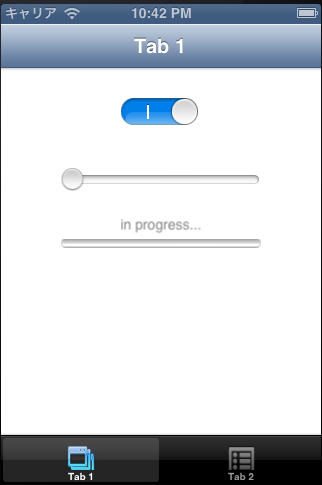 キャリア 10:42 PM
Tab 1
in progress...
Tab 1 Tab 2